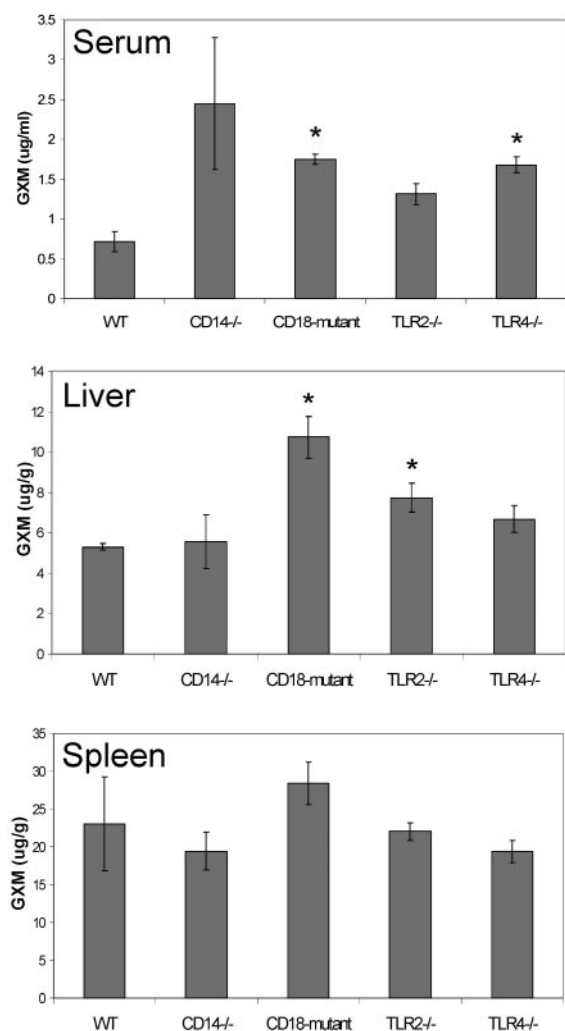 Serum
GXM (ug/ml)
3.5
3
2.5
2
1.5
1
0.5
0
* *
WT CD14-/- CD18-mutant TLR2-/- TLR4-/-
Liver
GXM (ug/g)
14
12
10
8
6
4
2
0
* *
WT CD14-/- CD18-mutant TLR2-/- TLR4-/-
Spleen
GXM (ug/g)
35
30
25
20
15
10
5
0
WT CD14-/- CD18-mutant TLR2-/- TLR4-/-